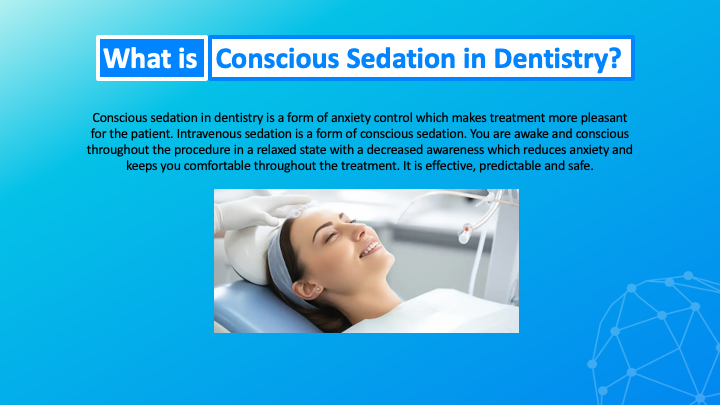 What is Conscious Sedation in Dentistry?
Conscious sedation in dentistry is a form of anxiety control which makes treatment more pleasant
for the patient. Intravenous sedation is a form of conscious sedation. You are awake and conscious
throughout the procedure in a relaxed state with a decreased awareness which reduces anxiety and
keeps you comfortable throughout the treatment. It is effective, predictable and safe.